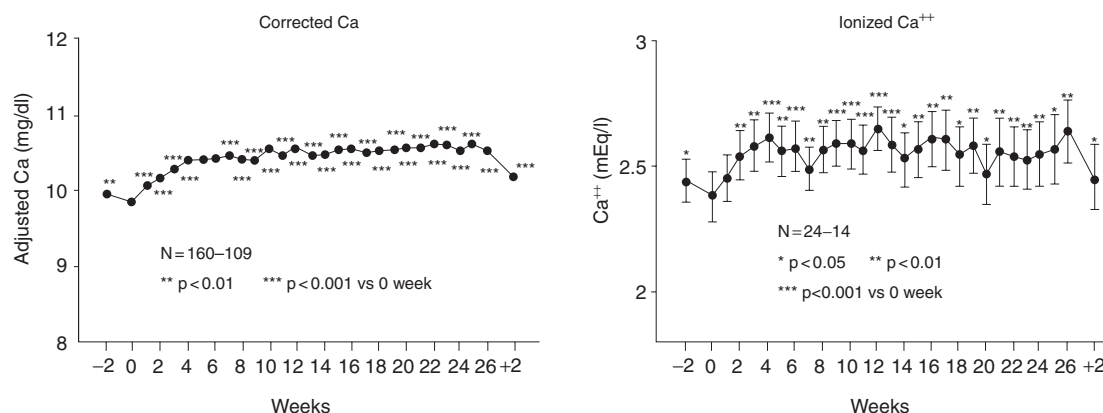 Corrected Ca
12
11
10
9
8
Adjusted Ca (mg/dl)
** *** *** *** *** *** *** *** *** *** *** *** *** *** *** *** *** *** *** *** *** *** *** *** *** *** ***
N=160–109
** p<0.01 *** p<0.001 vs 0 week
−2 0 2 4 6 8 10 12 14 16 18 20 22 24 26 +2
Weeks
Ionized Ca++
3
2.5
2
Ca++ (mEq/l)
* ** ** *** ** *** ** ** *** *** *** *** *** * ** ** ** * ** * ** ** ** ** * ** *
N=24–14
* p<0.05 ** p<0.01
*** p<0.001 vs 0 week
−2 0 2 4 6 8 10 12 14 16 18 20 22 24 26 +2
Weeks